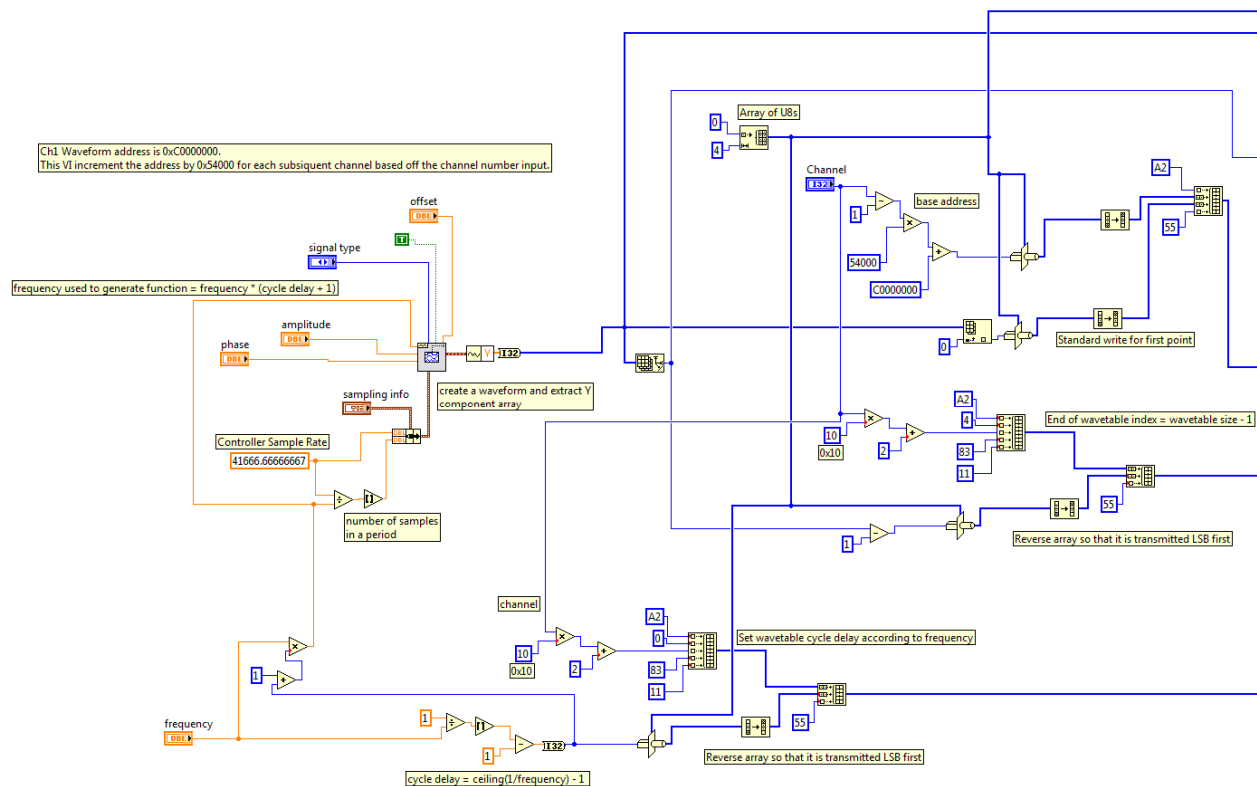 Array of U8s
0
4
Ch1 Waveform address is 0xC0000000.
This VI increment the address by 0x54000 for each subsiquent channel based off the channel number input.
Channel
I32
A2
55
1
base address
54000
C0000000
offset
DBL
T
signal type
frequency used to generate function = frequency * (cycle delay + 1)
amplitude
DBL
phase
DBL
Y
I32
0
Standard write for first point
create a waveform and extract Y
component array
sampling info
Controller Sample Rate
41666.66666667
DBL
DBL
number of samples
in a period
A2
4
10
0x10
2
83
11
End of wavetable index = wavetable size - 1
55
1
Reverse array so that it is transmitted LSB first
channel
10
0x10
2
A2
0
83
11
Set wavetable cycle delay according to frequency
55
1
frequency
DBL
1
1
I32
cycle delay = ceiling(1/frequency) - 1
Reverse array so that it is transmitted LSB first